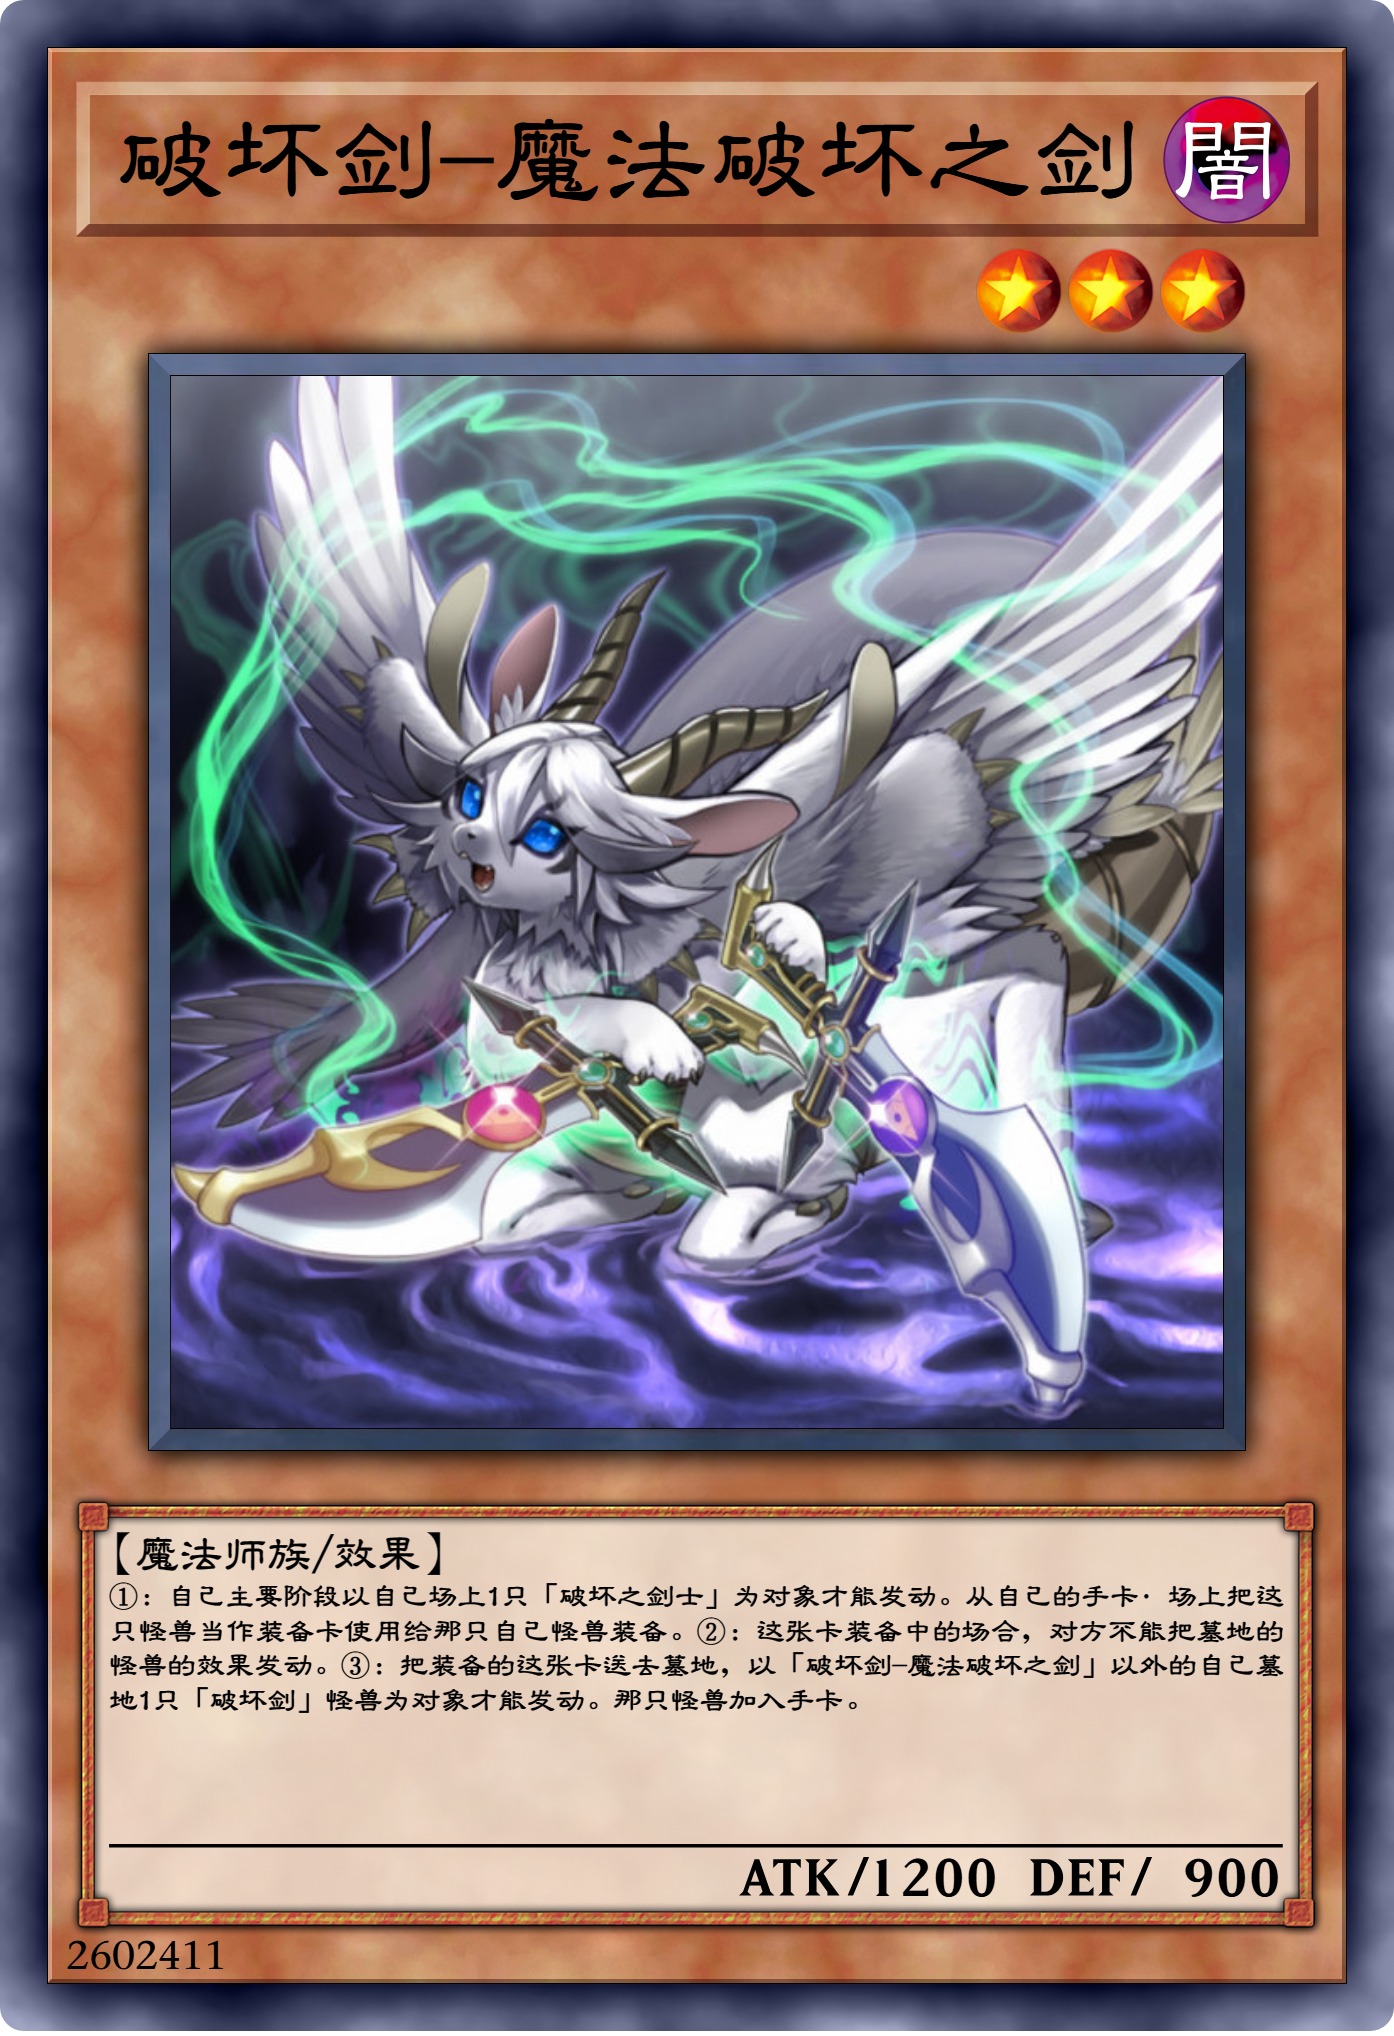 破坏剑-魔法破坏之剑
闇
【魔法师族/效果】
①：自己主要阶段以自己场上1只「破坏之剑士」为对象才能发动。从自己的手卡·场上把这
只怪兽当作装备卡使用给那只自己怪兽装备。②：这张卡装备中的场合，对方不能把墓地的
怪兽的效果发动。③：把装备的这张卡送去墓地，以「破坏剑-魔法破坏之剑」以外的自己墓
地1只「破坏剑」怪兽为对象才能发动。那只怪兽加入手卡。
ATK/1200 DEF/ 900
2602411